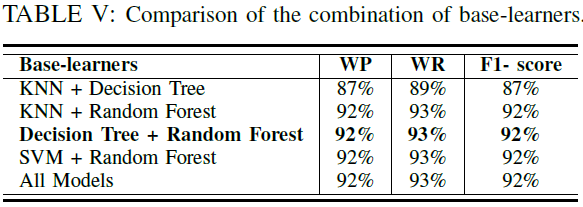 TABLE V: Comparison of the combination of base-learners.
Base-learners WP WR F1- score
KNN + Decision Tree 87% 89% 87%
KNN + Random Forest 92% 93% 92%
Decision Tree + Random Forest 92% 93% 92%
SVM + Random Forest 92% 93% 92%
All Models 92% 93% 92%